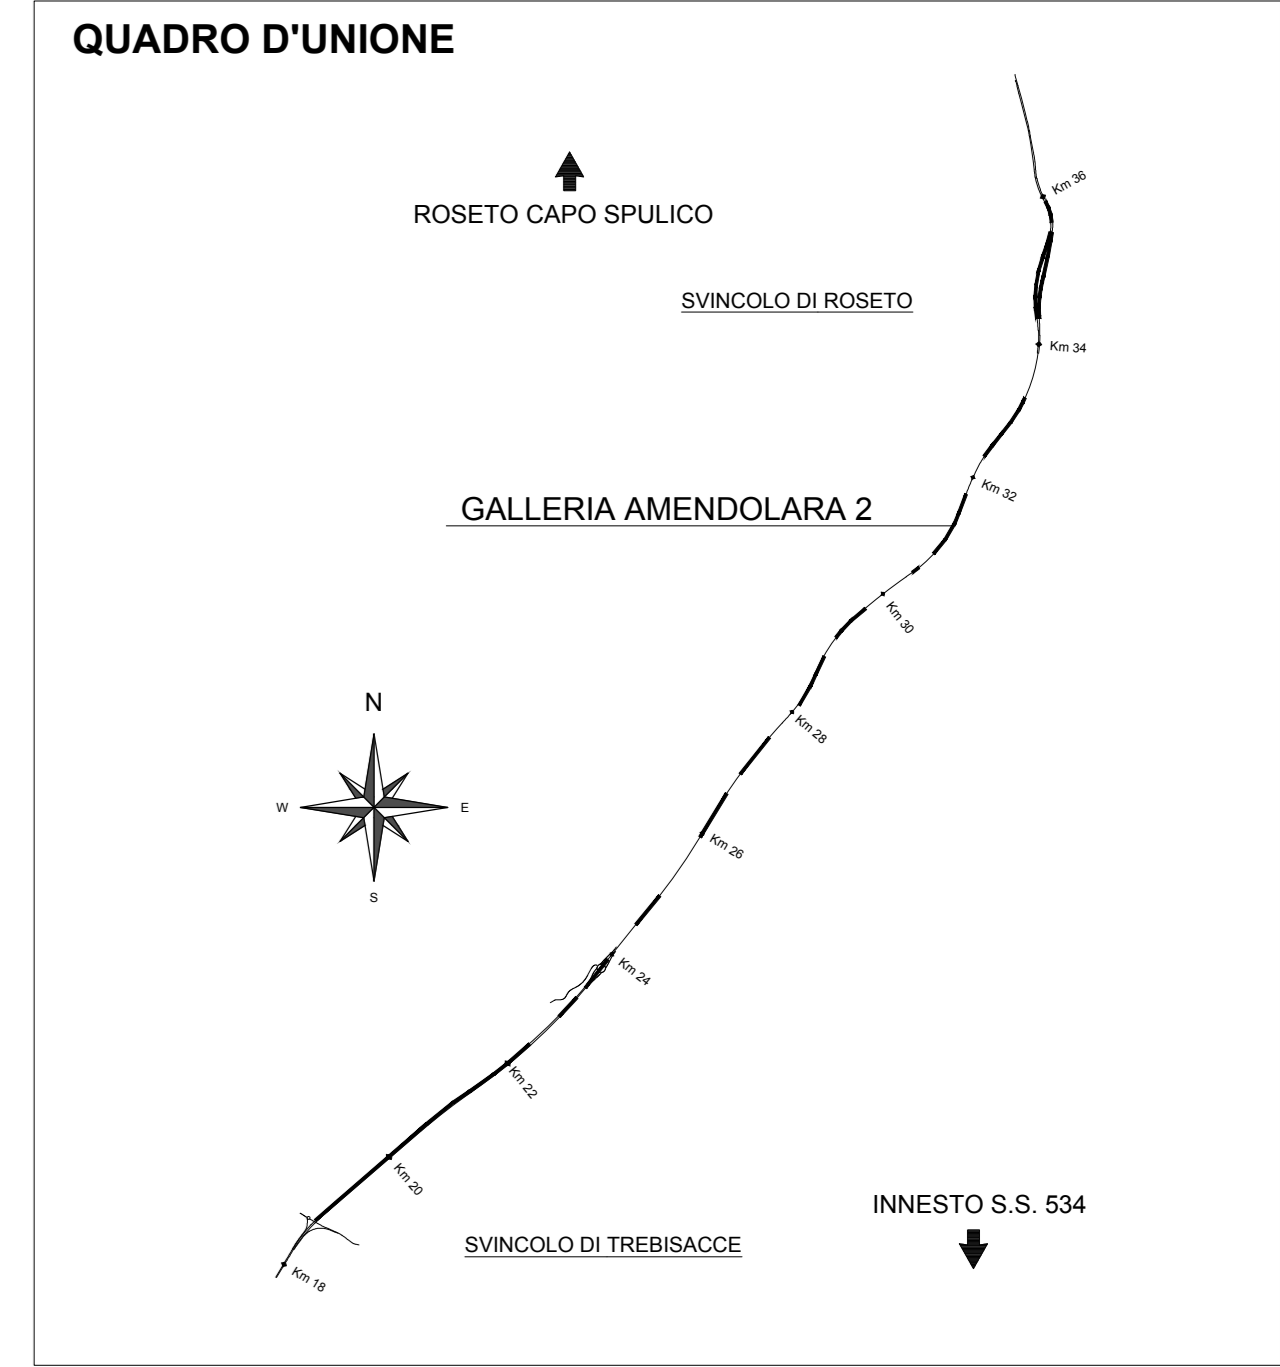 QUADRO D'UNIONE
Km 36
ROSETO CAPO SPULICO
SVINCOLO DI ROSETO
Km 34
Km 32
GALLERIA AMENDOLARA 2
Km 30
N
Km 28
W
E
Km 26
S
Km 24
Km 22
Km 20
INNESTO S.S. 534
SVINCOLO DI TREBISACCE
Km 18